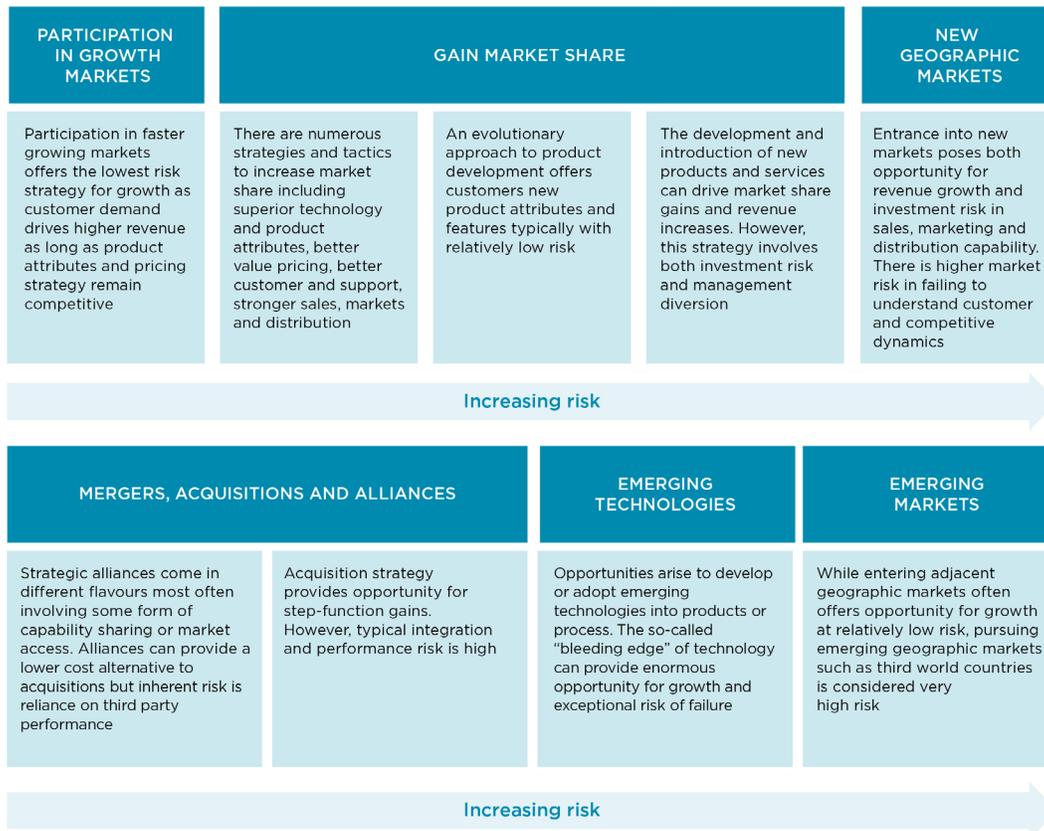 PARTICIPATION
IN GROWTH
MARKETS
GAIN MARKET SHARE
NEW
GEOGRAPHIC
MARKETS
Participation in faster
growing markets
offers the lowest risk
strategy for growth as
customer demand
drives higher revenue
as long as product
attributes and pricing
strategy remain
competitive
There are numerous
strategies and tactics
to increase market
share including
superior technology
and product
attributes, better
value pricing, better
customer and support,
stronger sales, markets
and distribution
An evolutionary
approach to product
development offers
customers new
product attributes and
features typically with
relatively low risk
The development and
introduction of new
products and services
can drive market share
gains and revenue
increases. However,
this strategy involves
both investment risk
and management
diversion
Entrance into new
markets poses both
opportunity for
revenue growth and
investment risk in
sales, marketing and
distribution capability.
There is higher market
risk in failing to
understand customer
and competitive
dynamics
Increasing risk
MERGERS, ACQUISITIONS AND ALLIANCES
EMERGING
TECHNOLOGIES
EMERGING
MARKETS
Strategic alliances come in
different flavours most often
involving some form of
capability sharing or market
access. Alliances can provide a
lower cost alternative to
acquisitions but inherent risk is
reliance on third party
performance
Acquisition strategy
provides opportunity for
step-function gains.
However, typical integration
and performance risk is high
Opportunities arise to develop
or adopt emerging
technologies into products or
process. The so-called
“bleeding edge” of technology
can provide enormous
opportunity for growth and
exceptional risk of failure
While entering adjacent
geographic markets often
offers opportunity for growth
at relatively low risk, pursuing
emerging geographic markets
such as third world countries
is considered very
high risk
Increasing risk